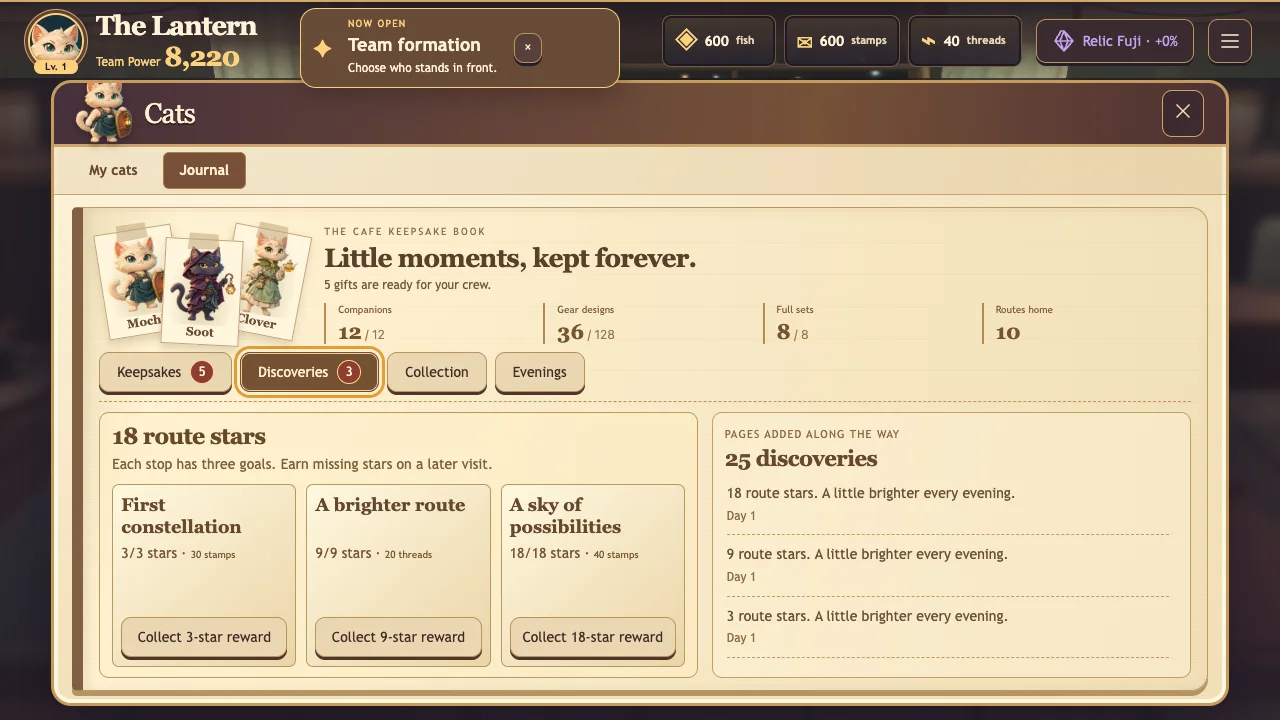 The Lantern
Team Power 8,220
Lv. 1
NOW OPEN
Team formation
Choose who stands in front.
×
600 fish
600 stamps
40 threads
Relic Fuji · +0%
Cats
My cats
Journal
Soot
Clover
THE CAFE KEEPSAKE BOOK
Little moments, kept forever.
5 gifts are ready for your crew.
Companions
12 / 12
Gear designs
36 / 128
Full sets
8 / 8
Routes home
10
Keepsakes 5
Discoveries 3
Collection
Evenings
18 route stars
Each stop has three goals. Earn missing stars on a later visit.
First
constellation
3/3 stars · 30 stamps
Collect 3-star reward
A brighter route
9/9 stars · 20 threads
Collect 9-star reward
A sky of
possibilities
18/18 stars · 40 stamps
Collect 18-star reward
PAGES ADDED ALONG THE WAY
25 discoveries
18 route stars. A little brighter every evening.
Day 1
9 route stars. A little brighter every evening.
Day 1
3 route stars. A little brighter every evening.
Day 1